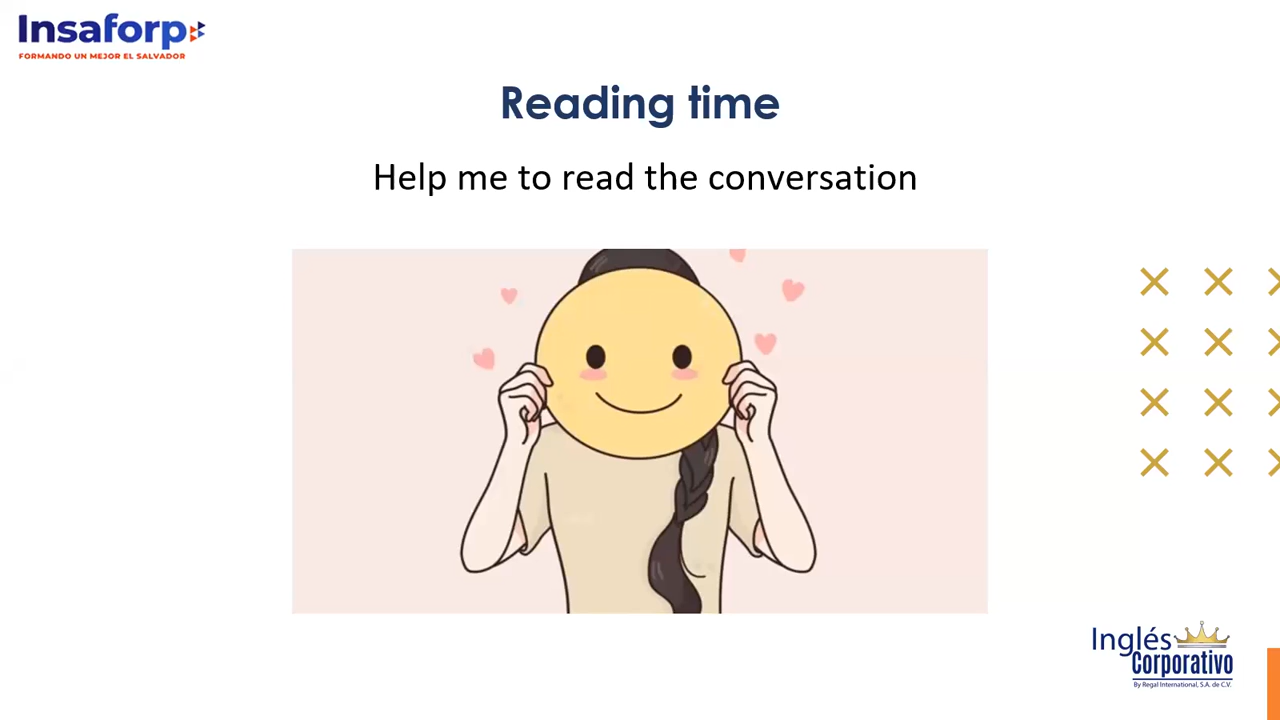 Insaforp
FORMANDO UN MEJOR EL SALVADOR
Reading time
Help me to read the conversation
Inglés
Corporativo
By Regal International, S.A. de C.V.